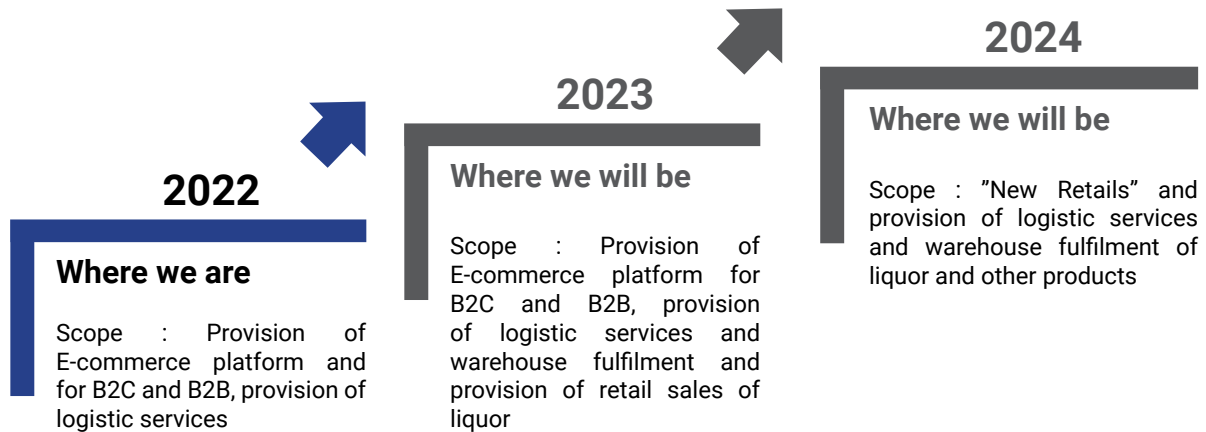 2022
Where we are
Scope : Provision of
E-commerce platform and
for B2C and B2B, provision of
logistic services
2023
Where we will be
Scope : Provision of
E-commerce platform for
B2C and B2B, provision
of logistic services and
warehouse fulfilment and
provision of retail sales of
liquor
2024
Where we will be
Scope : ”New Retails” and
provision of logistic services
and warehouse fulfilment of
liquor and other products